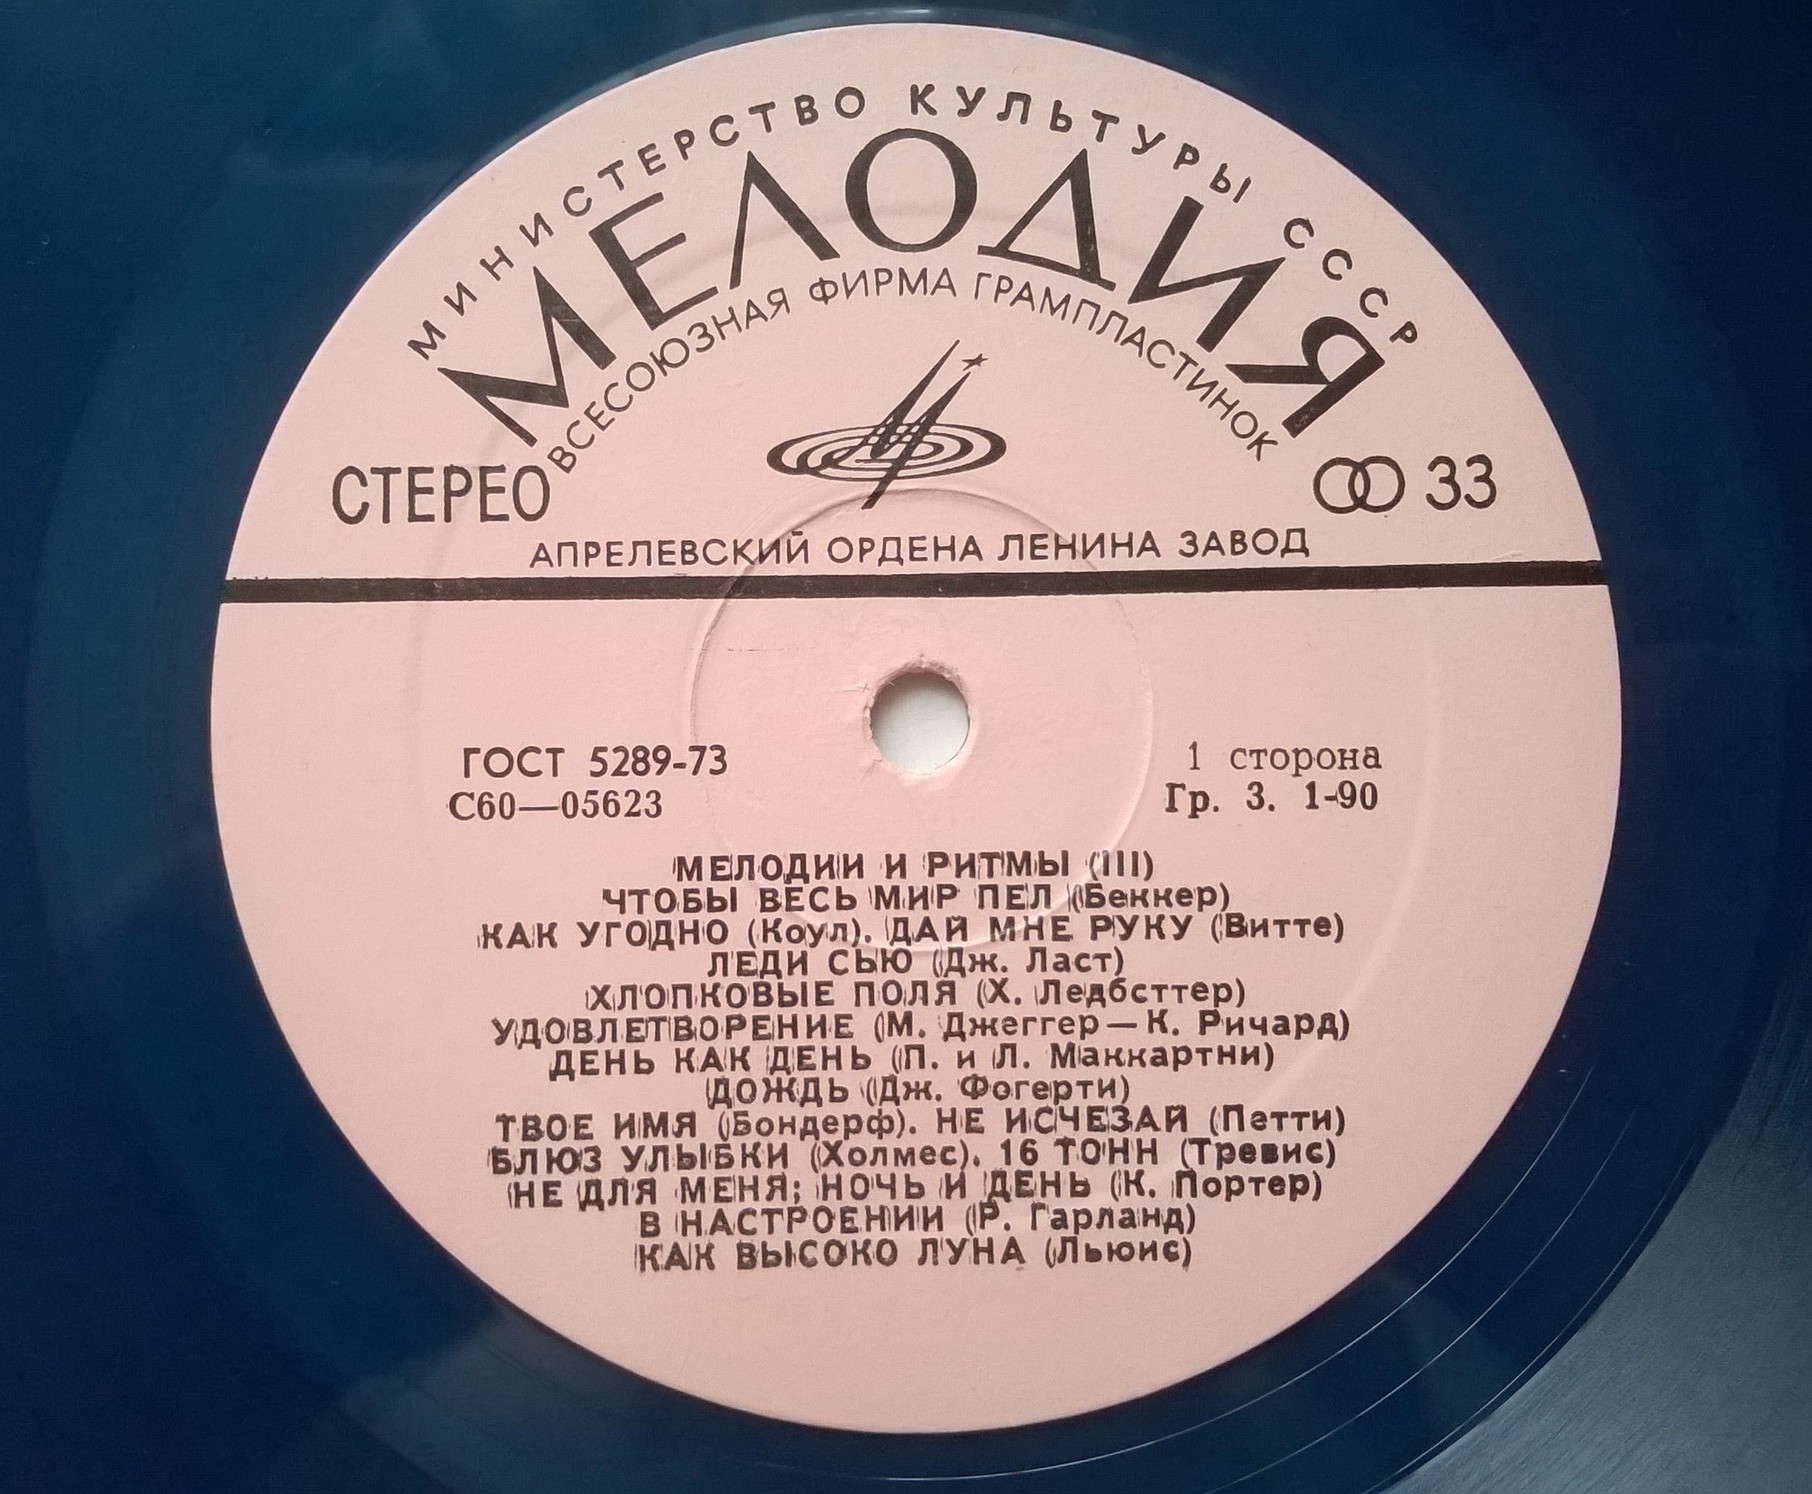 МИНИСТЕРСТВО КУЛЬТУРЫ СССР
МЕЛОДИЯ
ВСЕСОЮЗНАЯ ФИРМА ГРАМПЛАСТИНОК
СТЕРЕО
33
АПРЕЛЕВСКИЙ ОРДЕНА ЛЕНИНА ЗАВОД
ГОСТ 5289-73
1 сторона
С60—05623
Гр. 3. 1-90
МЕЛОДИИ И РИТМЫ (III)
ЧТОБЫ ВЕСЬ МИР ПЕЛ (Беккер)
КАК УГОДНО (Коул). ДАЙ МНЕ РУКУ (Витте)
ЛЕДИ СЬЮ (Дж. Ласт)
ХЛОПКОВЫЕ ПОЛЯ (Х. Ледбсттер)
УДОВЛЕТВОРЕНИЕ (М. Джеггер—К. Ричард)
ДЕНЬ КАК ДЕНЬ (П. и Л. Маккартни)
ДОЖДЬ (Дж. Фогерти)
ТВОЕ ИМЯ (Бондерф). НЕ ИСЧЕЗАЙ (Петти)
БЛЮЗ УЛЫБКИ (Холмес). 16 ТОНН (Тревис)
НЕ ДЛЯ МЕНЯ; НОЧЬ И ДЕНЬ (К. Портер)
В НАСТРОЕНИИ (Р. Гарланд)
КАК ВЫСОКО ЛУНА (Льюис)